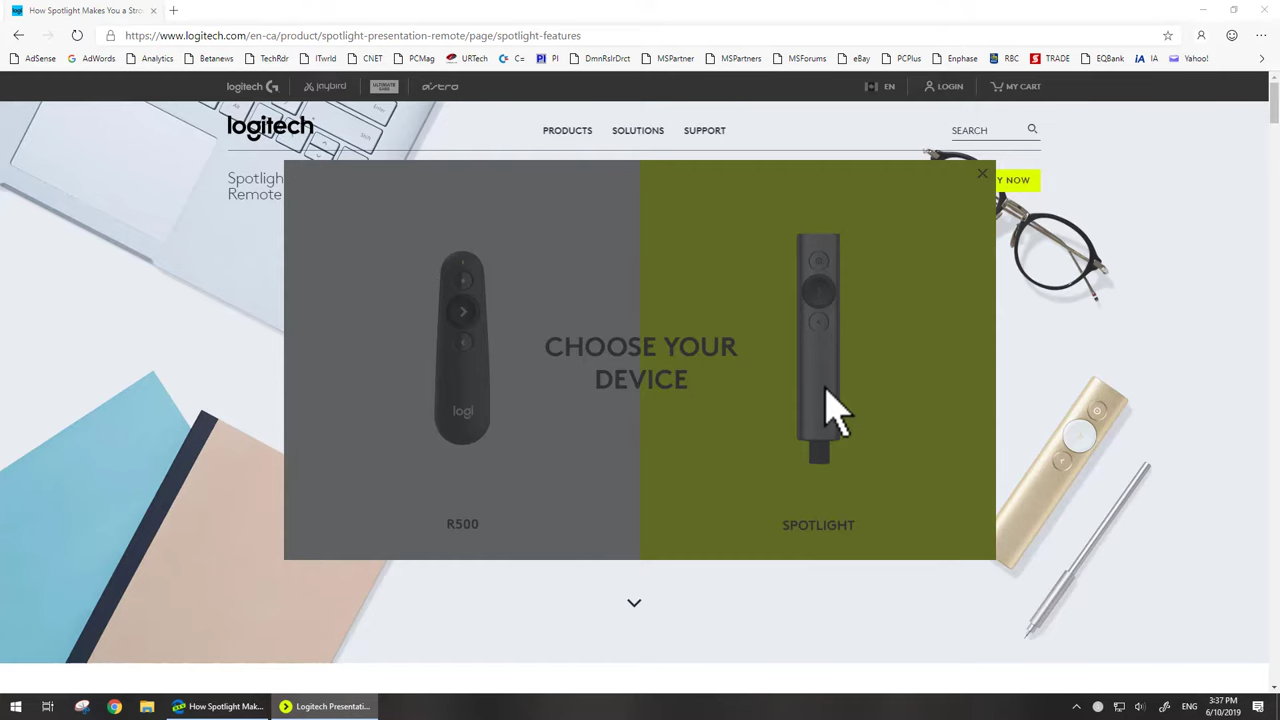 How Spotlight Makes You a Stro
https://www.logitech.com/en-ca/product/spotlight-presentation-remote/page/spotlight-features
AdSense AdWords Analytics Betanews TechRdr ITwrld CNET PCMag URTech C= PI DmnRslrDrct MSPartner MSPartners MSForums eBay PCPlus Enphase RBC TRADE EQBank IA Yahoo!
logitech G jaybird ULTIMATE EARS ASTRO EN LOGIN MY CART
logitech PRODUCTS SOLUTIONS SUPPORT SEARCH
Spotligh
Remote
Y NOW
CHOOSE YOUR
DEVICE
logi
R500 SPOTLIGHT
How Spotlight Mak... Logitech Presentati... ENG 3:37 PM
6/10/2019